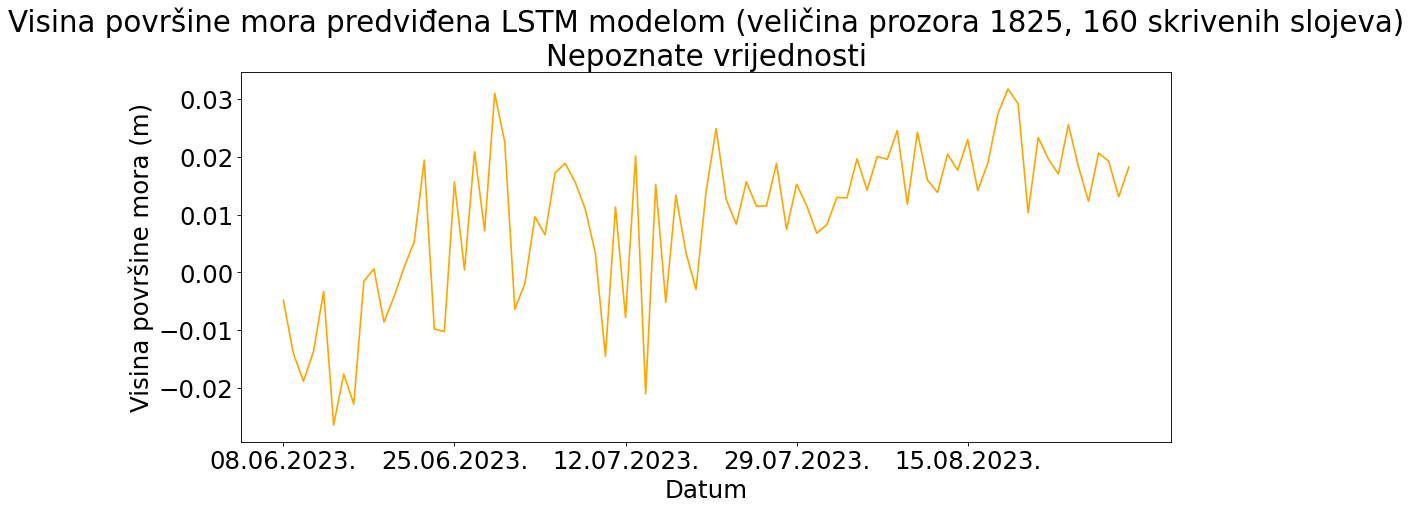 Visina površine mora predviđena LSTM modelom (veličina prozora 1825, 160 skrivenih slojeva)
Nepoznate vrijednosti
Visina površine mora (m)
0.03
0.02
0.01
0.00
−0.01
−0.02
08.06.2023. 25.06.2023. 12.07.2023. 29.07.2023. 15.08.2023.
Datum